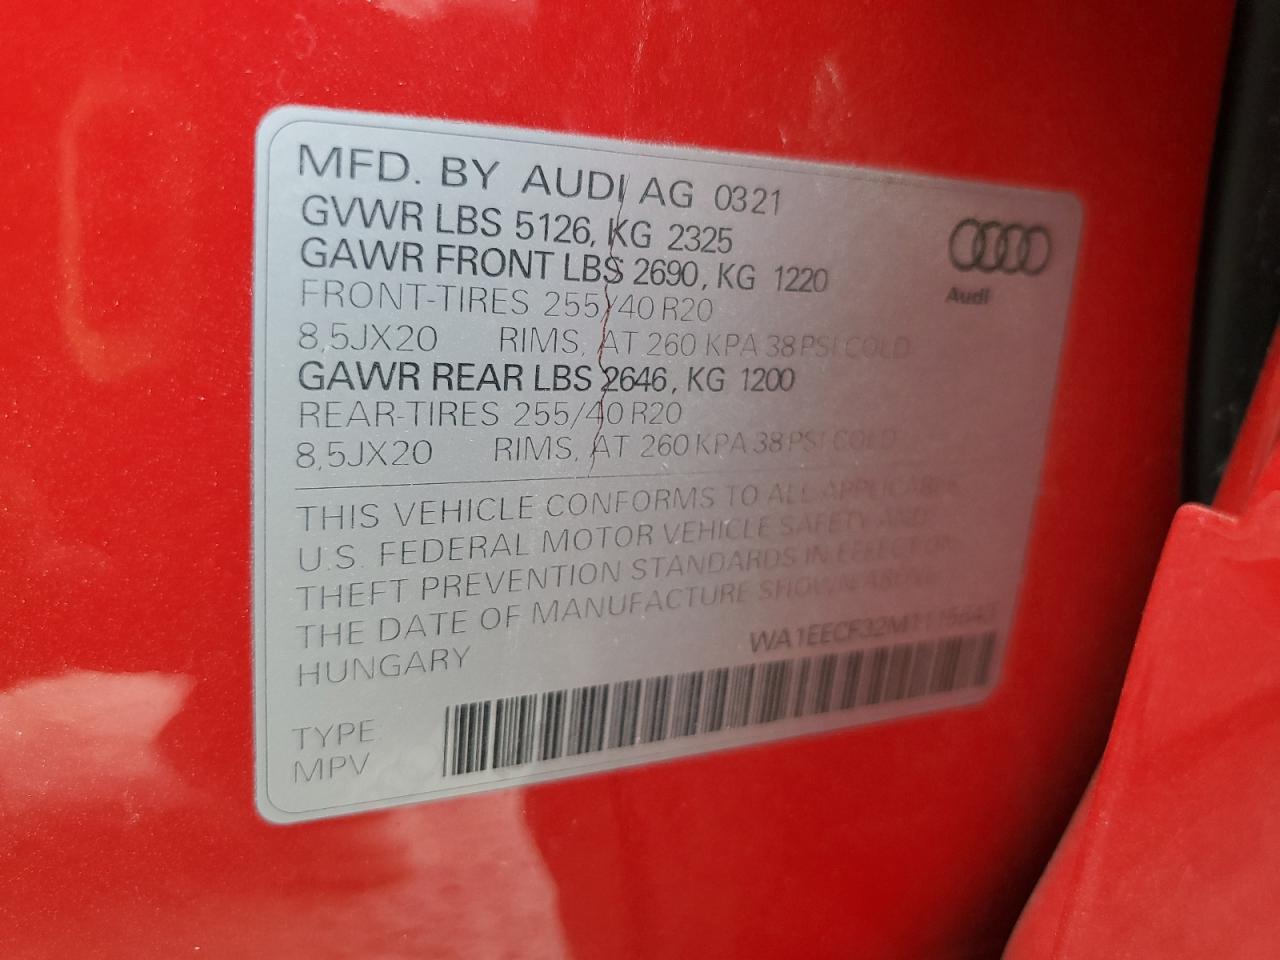 MFD. BY AUDI AG 0321
GVWR LBS 5126, KG 2325
GAWR FRONT LBS 2690, KG 1220
FRONT-TIRES 255/40 R20
8,5JX20 RIMS, AT 260 KPA 38 PSI COLD
GAWR REAR LBS 2646, KG 1200
REAR-TIRES 255/40 R20
8,5JX20 RIMS, AT 260 KPA 38 PSI COLD
Audi
THIS VEHICLE CONFORMS TO ALL APPLICABLE
U.S. FEDERAL MOTOR VEHICLE SAFETY AND
THEFT PREVENTION STANDARDS IN EFFECT ON
THE DATE OF MANUFACTURE SHOWN ABOVE
HUNGARY
TYPE
MPV